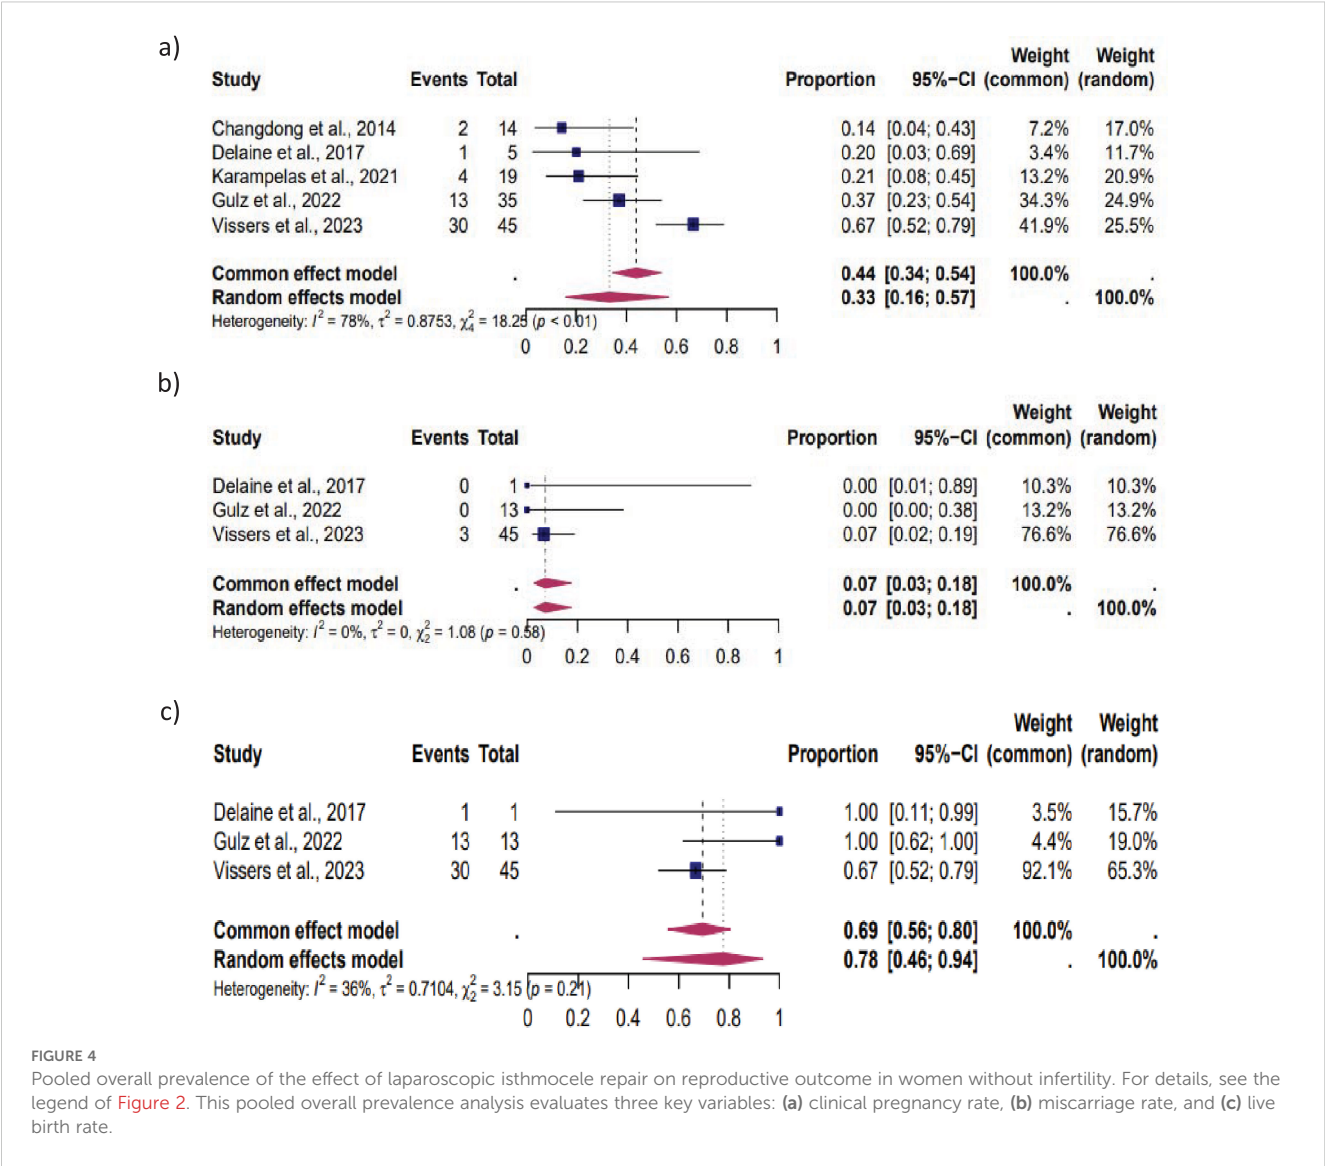 a)
Weight Weight
Study Events Total Proportion 95%−CI (common) (random)
Changdong et al., 2014 2 14 0.14 [0.04; 0.43] 7.2% 17.0%
Delaine et al., 2017 1 5 0.20 [0.03; 0.69] 3.4% 11.7%
Karampelas et al., 2021 4 19 0.21 [0.08; 0.45] 13.2% 20.9%
Gulz et al., 2022 13 35 0.37 [0.23; 0.54] 34.3% 24.9%
Vissers et al., 2023 30 45 0.67 [0.52; 0.79] 41.9% 25.5%
Common effect model . 0.44 [0.34; 0.54] 100.0% .
Random effects model 0.33 [0.16; 0.57] . 100.0%
Heterogeneity: I² = 78%, τ² = 0.8753, χ²₄ = 18.25 (p < 0.01)
0 0.2 0.4 0.6 0.8 1
b)
Weight Weight
Study Events Total Proportion 95%−CI (common) (random)
Delaine et al., 2017 0 1 0.00 [0.01; 0.89] 10.3% 10.3%
Gulz et al., 2022 0 13 0.00 [0.00; 0.38] 13.2% 13.2%
Vissers et al., 2023 3 45 0.07 [0.02; 0.19] 76.6% 76.6%
Common effect model . 0.07 [0.03; 0.18] 100.0% .
Random effects model 0.07 [0.03; 0.18] . 100.0%
Heterogeneity: I² = 0%, τ² = 0, χ²₂ = 1.08 (p = 0.58)
0 0.2 0.4 0.6 0.8 1
c)
Weight Weight
Study Events Total Proportion 95%−CI (common) (random)
Delaine et al., 2017 1 1 1.00 [0.11; 0.99] 3.5% 15.7%
Gulz et al., 2022 13 13 1.00 [0.62; 1.00] 4.4% 19.0%
Vissers et al., 2023 30 45 0.67 [0.52; 0.79] 92.1% 65.3%
Common effect model . 0.69 [0.56; 0.80] 100.0% .
Random effects model 0.78 [0.46; 0.94] . 100.0%
Heterogeneity: I² = 36%, τ² = 0.7104, χ²₂ = 3.15 (p = 0.21)
0 0.2 0.4 0.6 0.8 1
FIGURE 4
Pooled overall prevalence of the effect of laparoscopic isthmocele repair on reproductive outcome in women without infertility. For details, see the
legend of Figure 2. This pooled overall prevalence analysis evaluates three key variables: (a) clinical pregnancy rate, (b) miscarriage rate, and (c) live
birth rate.